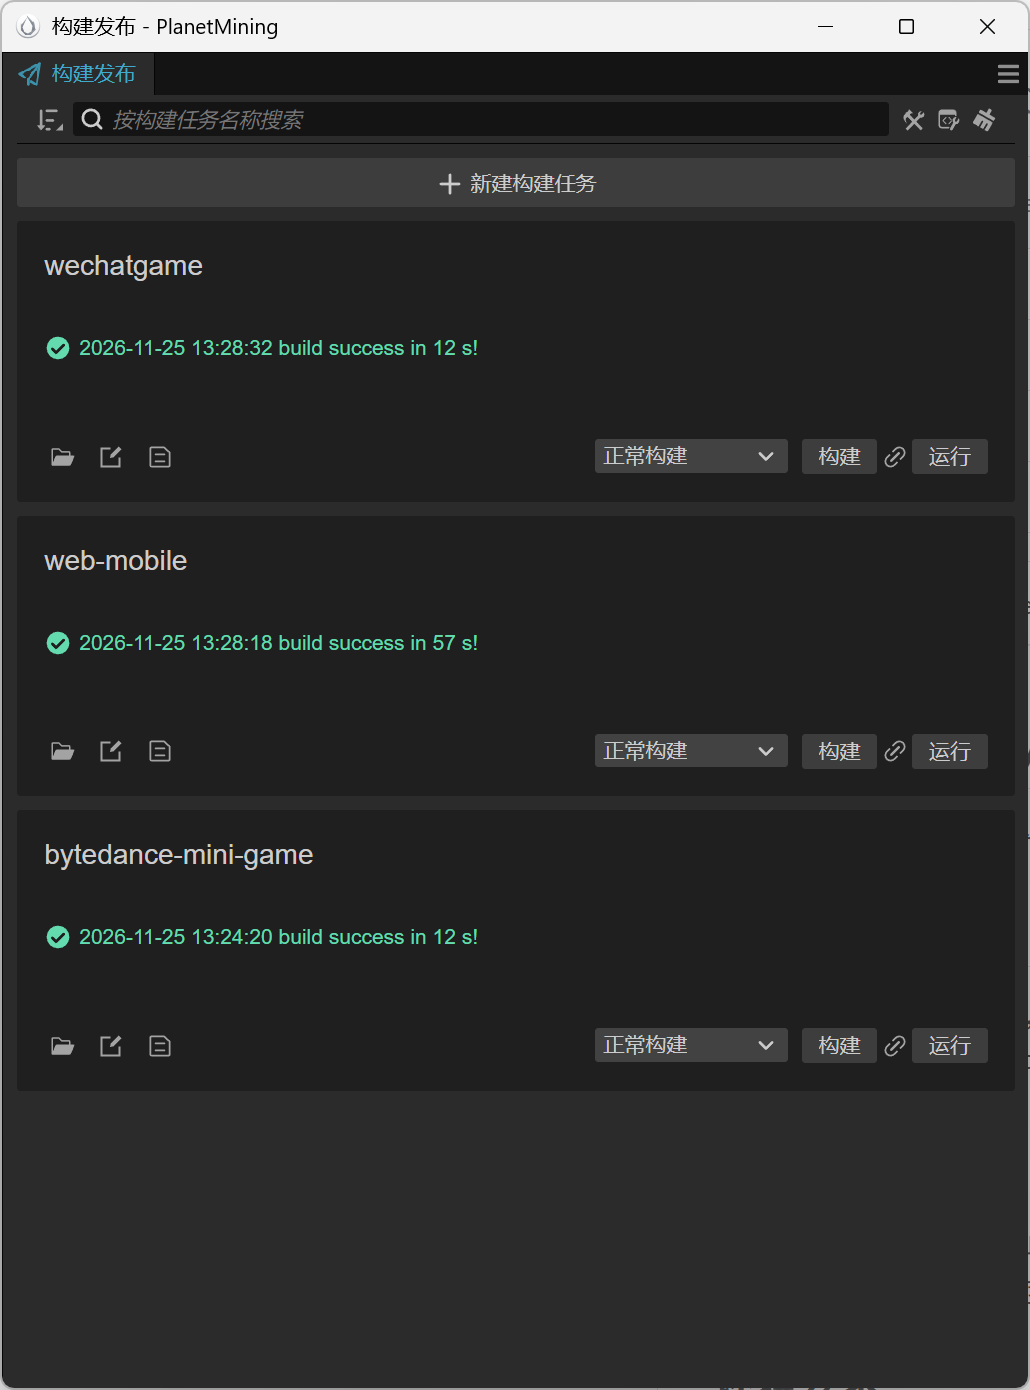 构建发布 - PlanetMining
构建发布
按构建任务名称搜索
新建构建任务
wechatgame
2026-11-25 13:28:32 build success in 12 s!
正常构建 构建 运行
web-mobile
2026-11-25 13:28:18 build success in 57 s!
正常构建 构建 运行
bytedance-mini-game
2026-11-25 13:24:20 build success in 12 s!
正常构建 构建 运行